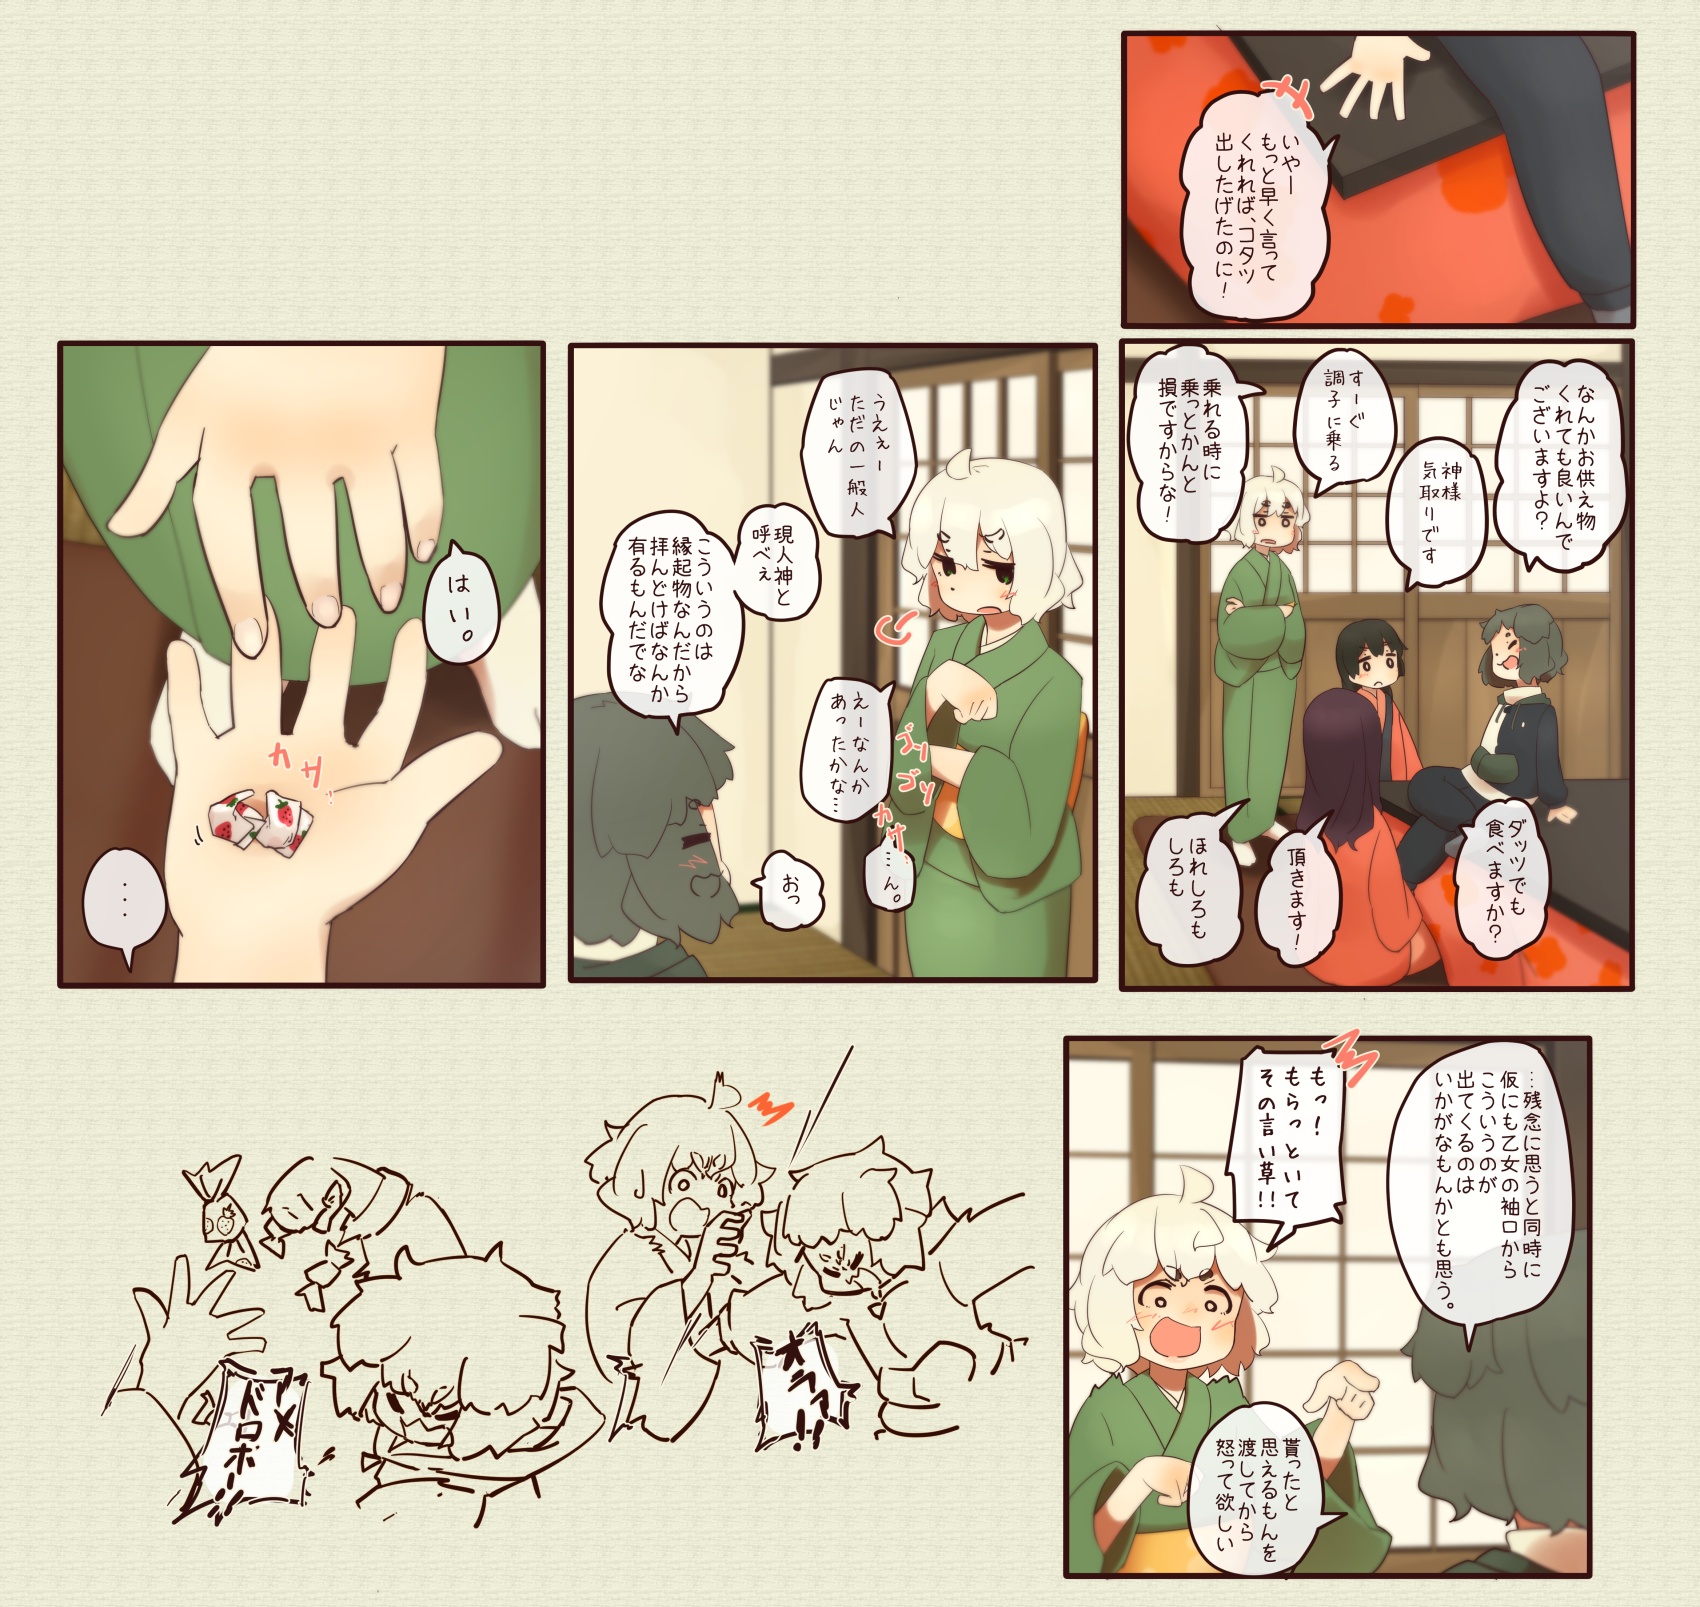 いやー
もっと早く言って
くれれば、コタツ
出したげたのに！
なんかお供え物
くれても良いんで
ございますよ？
神様
気取りです
すーぐ
調子に乗る
乗れる時に
乗っとかんと
損ですからな！
ダッツでも
食べますか？
頂きます！
ほれしろも
しろも
うえぇー
ただの一般人
じゃん
現人神と
呼べぇ
こういうのは
縁起物なんだから
拝んどけばなんか
有るもんだでな
えーなんか
あったかな…
ゴソ
ゴソ
カサ
…ん。
おっ
はい。
カサ
…
…残念に思うと同時に
仮にも乙女の袖口から
こういうのが
出てくるのは
いかがなもんかとも思う。
もっ！
もらっといて
その言い草！！
貰ったと
思えるもんを
渡してから
怒って欲しい
オラァ！！
アメ
ドロボー！！